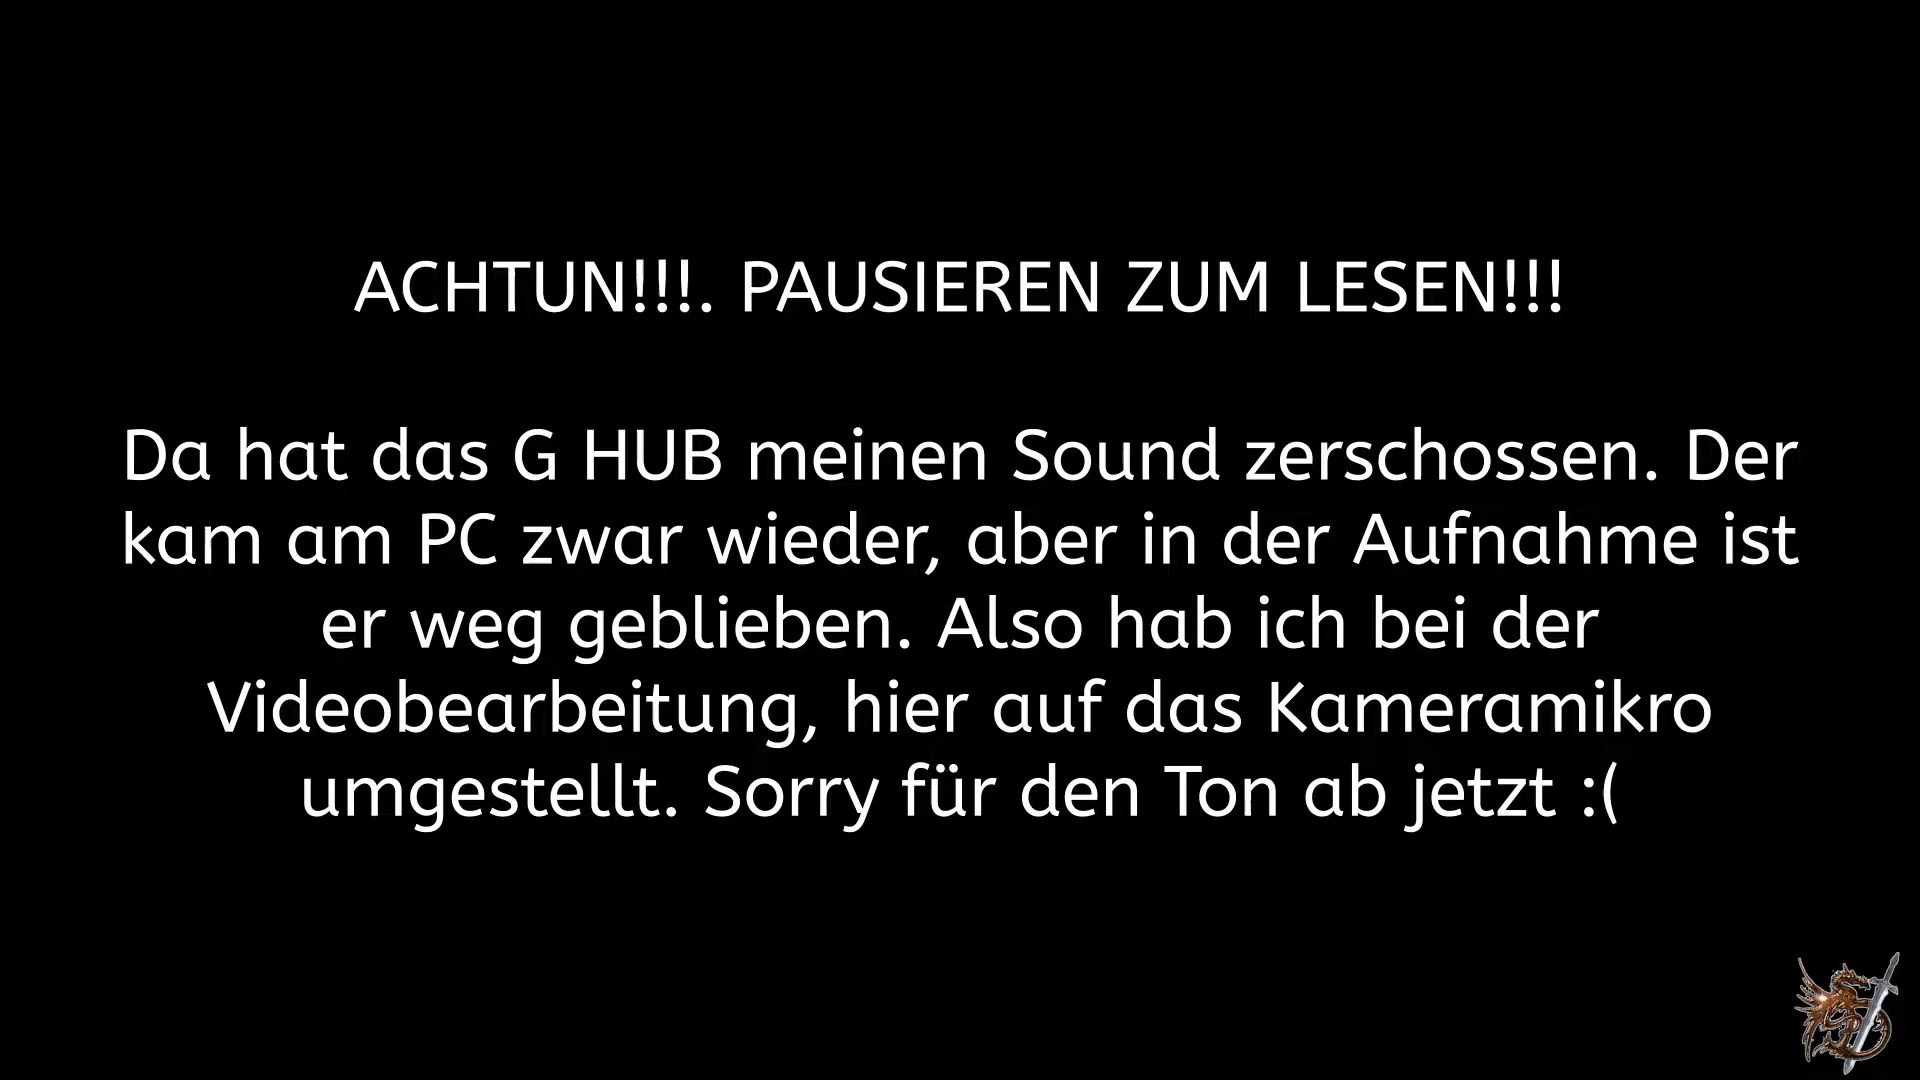 ACHTUN!!!. PAUSIEREN ZUM LESEN!!!
Da hat das G HUB meinen Sound zerschossen. Der
kam am PC zwar wieder, aber in der Aufnahme ist
er weg geblieben. Also hab ich bei der
Videobearbeitung, hier auf das Kameramikro
umgestellt. Sorry für den Ton ab jetzt :(